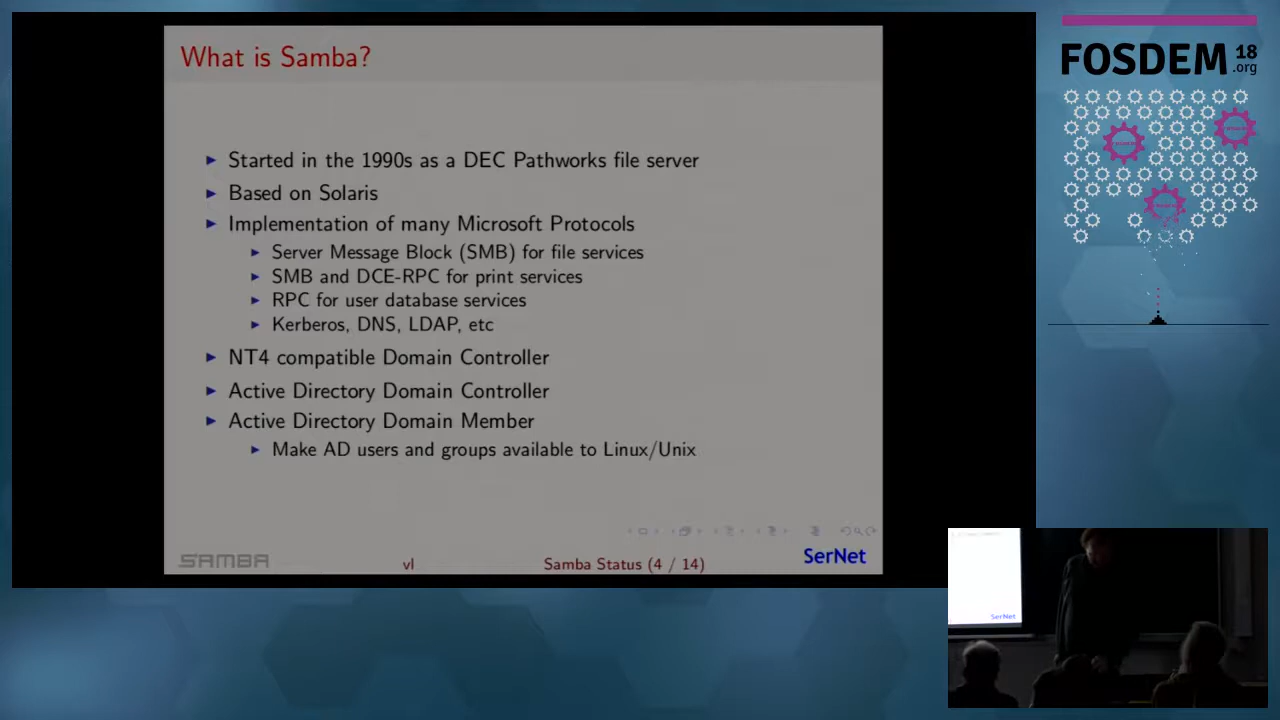 What is Samba?
Started in the 1990s as a DEC Pathworks file server
Based on Solaris
Implementation of many Microsoft Protocols
Server Message Block (SMB) for file services
SMB and DCE-RPC for print services
RPC for user database services
Kerberos, DNS, LDAP, etc
NT4 compatible Domain Controller
Active Directory Domain Controller
Active Directory Domain Member
Make AD users and groups available to Linux/Unix
SAMBA
vl
Samba Status (4 / 14)
SerNet
FOSDEM 18
.org
SerNet